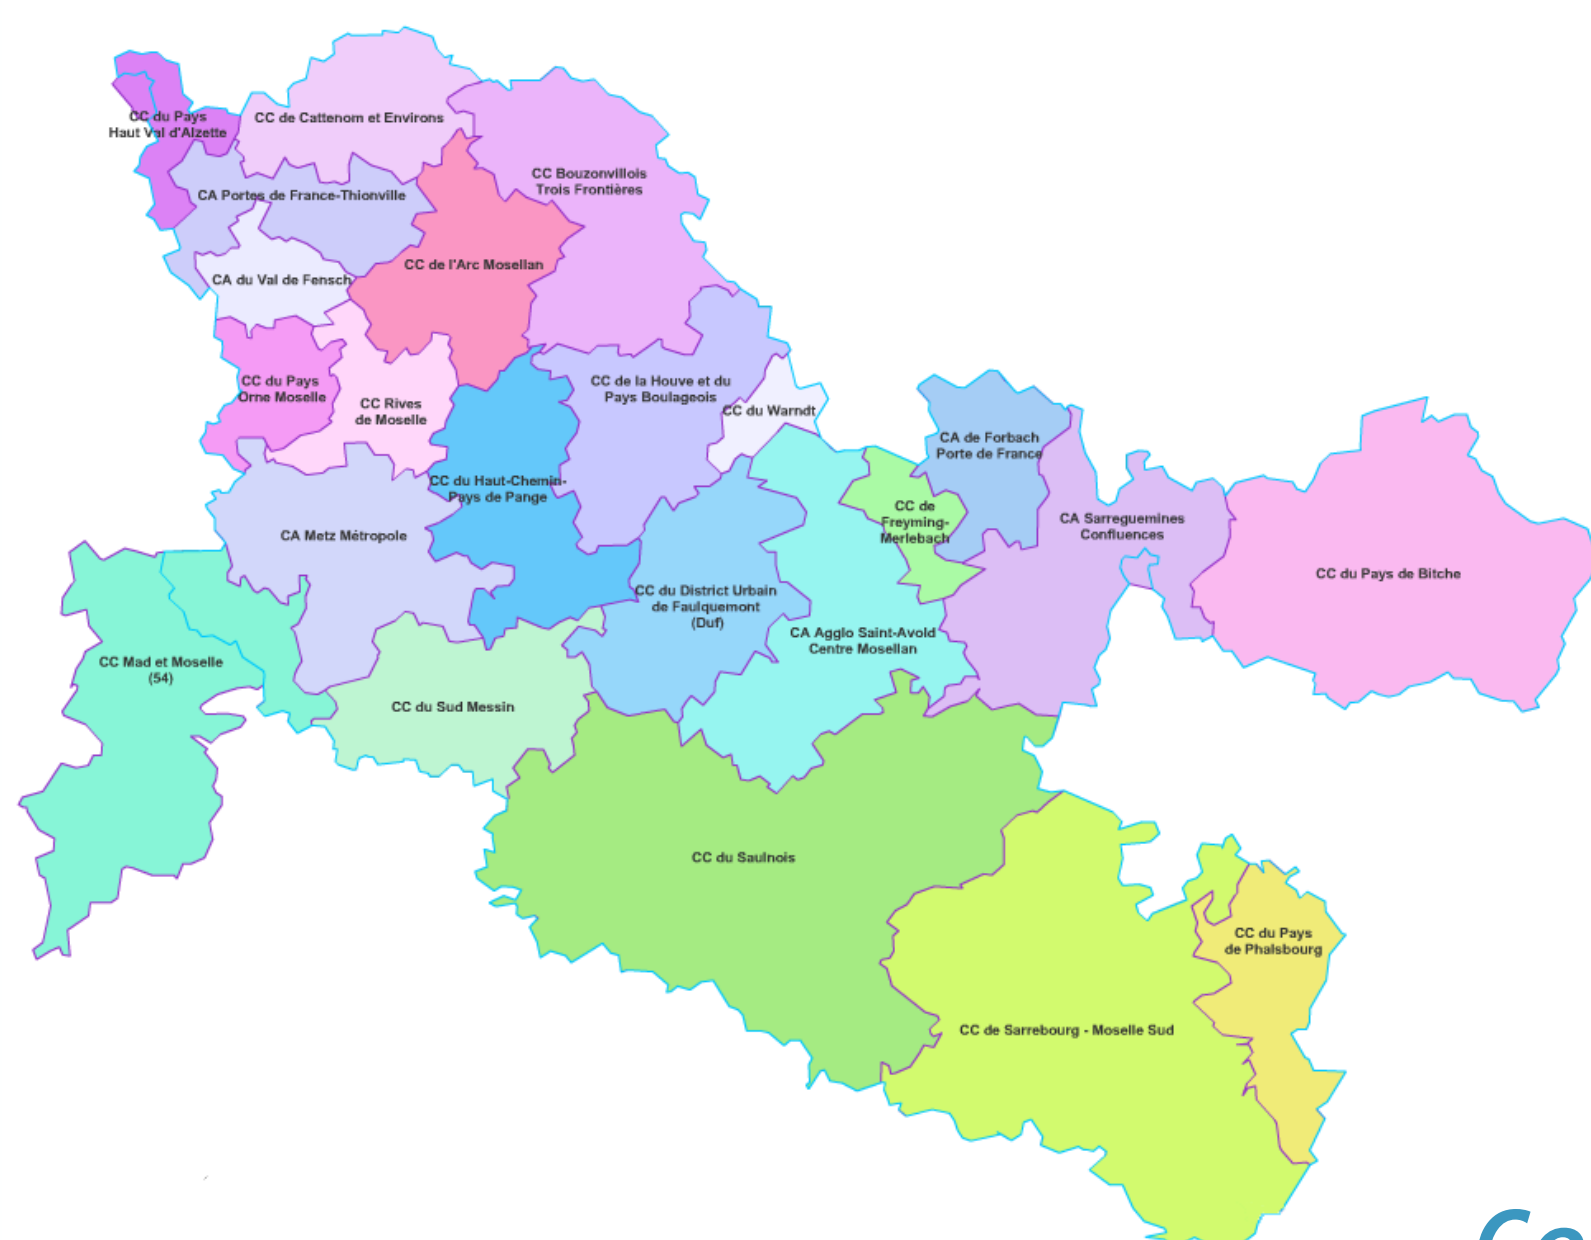 CC du Pays
Haut Val d'Alzette
CC de Cattenom et Environs
CC Bouzonvillois
Trois Frontières
CA Portes de France-Thionville
CC de l'Arc Mosellan
CA du Val de Fensch
CC du Pays
Orne Moselle
CC Rives
de Moselle
CC de la Houve et du
Pays Boulageois
CC du Warndt
CA de Forbach
Porte de France
CC du Haut-Chemin-
Pays de Pange
CC de
Freyming-
Merlebach
CA Sarreguemines
Confluences
CA Metz Métropole
CC du Pays de Bitche
CC du District Urbain
de Faulquemont
(Duf)
CA Agglo Saint-Avold
Centre Mosellan
CC Mad et Moselle
(54)
CC du Sud Messin
CC du Saulnois
CC du Pays
de Phalsbourg
CC de Sarrebourg - Moselle Sud